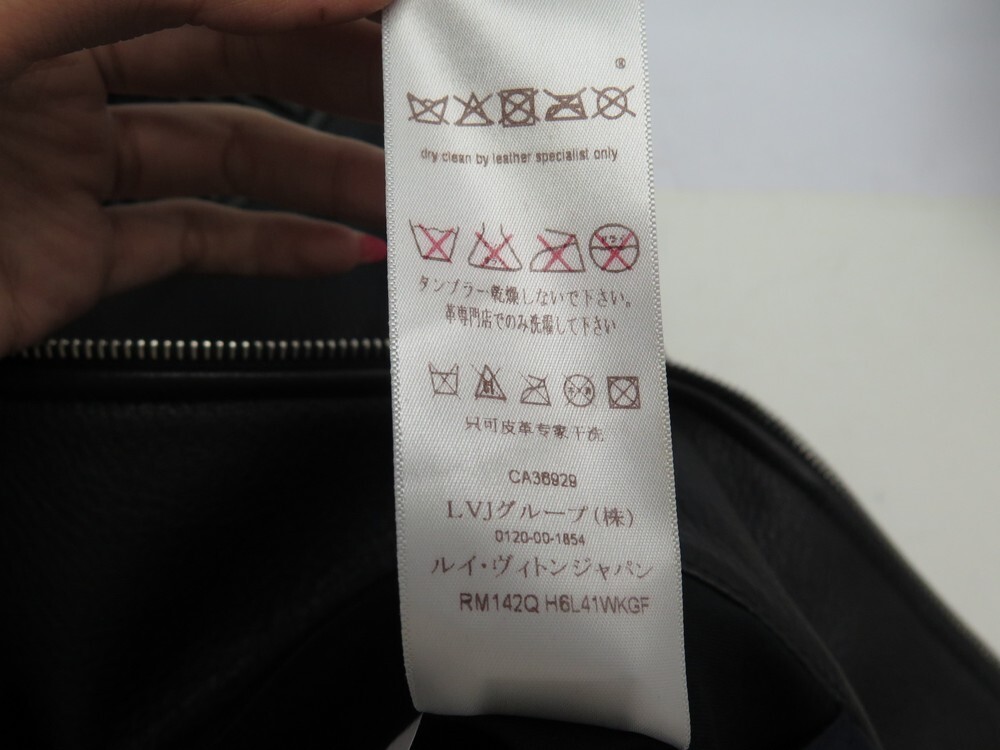 ®
dry clean by leather specialist only
タンブラー乾燥しないで下さい。
革専門店でのみ洗濯して下さい
只可皮革专家干洗
CA36929
LVJグループ(株)
0120-00-1854
ルイ・ヴィトンジャパン
RM142Q H6L41WKGF